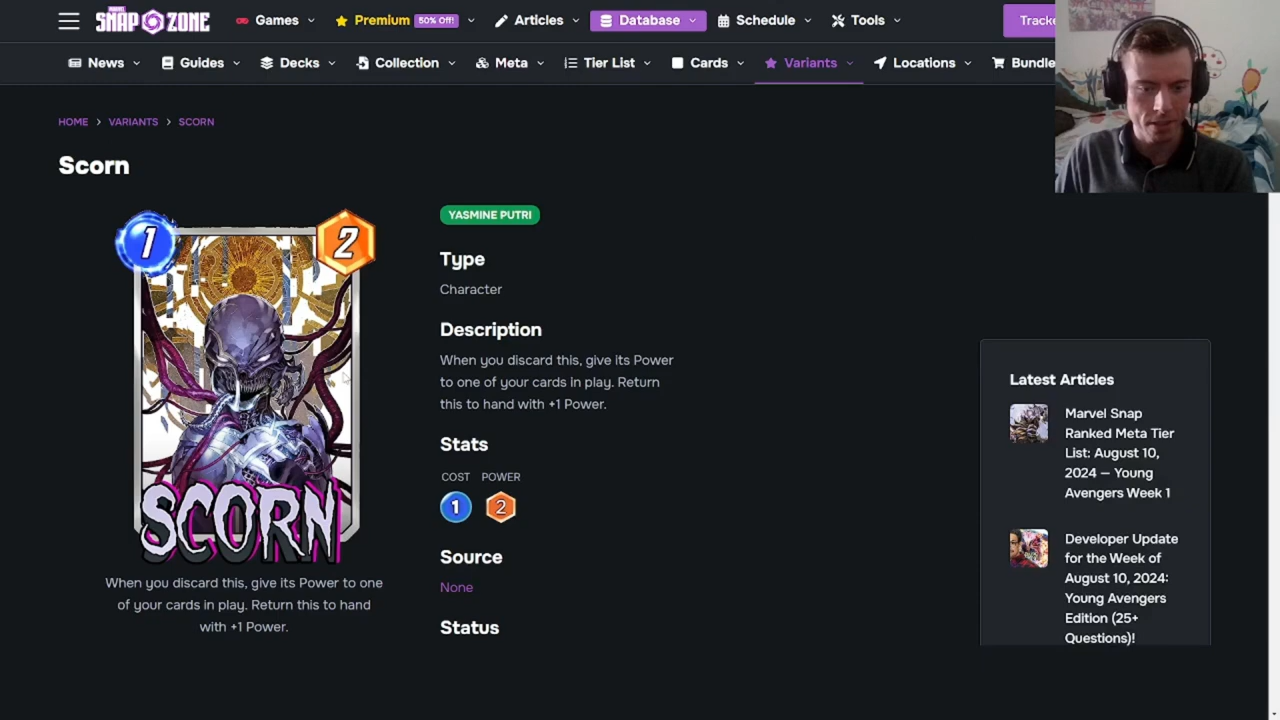 MARVEL
SNAP ZONE
Games
Premium 50% Off!
Articles
Database
Schedule
Tools
News
Guides
Decks
Collection
Meta
Tier List
Cards
Variants
Locations
HOME > VARIANTS > SCORN
Scorn
1
2
SCORN
When you discard this, give its Power to one
of your cards in play. Return this to hand
with +1 Power.
YASMINE PUTRI
Type
Character
Description
When you discard this, give its Power
to one of your cards in play. Return
this to hand with +1 Power.
Stats
COST POWER
1 2
Source
None
Status
Latest Articles
Marvel Snap
Ranked Meta Tier
List: August 10,
2024 — Young
Avengers Week 1
Developer Update
for the Week of
August 10, 2024:
Young Avengers
Edition (25+
Questions)!